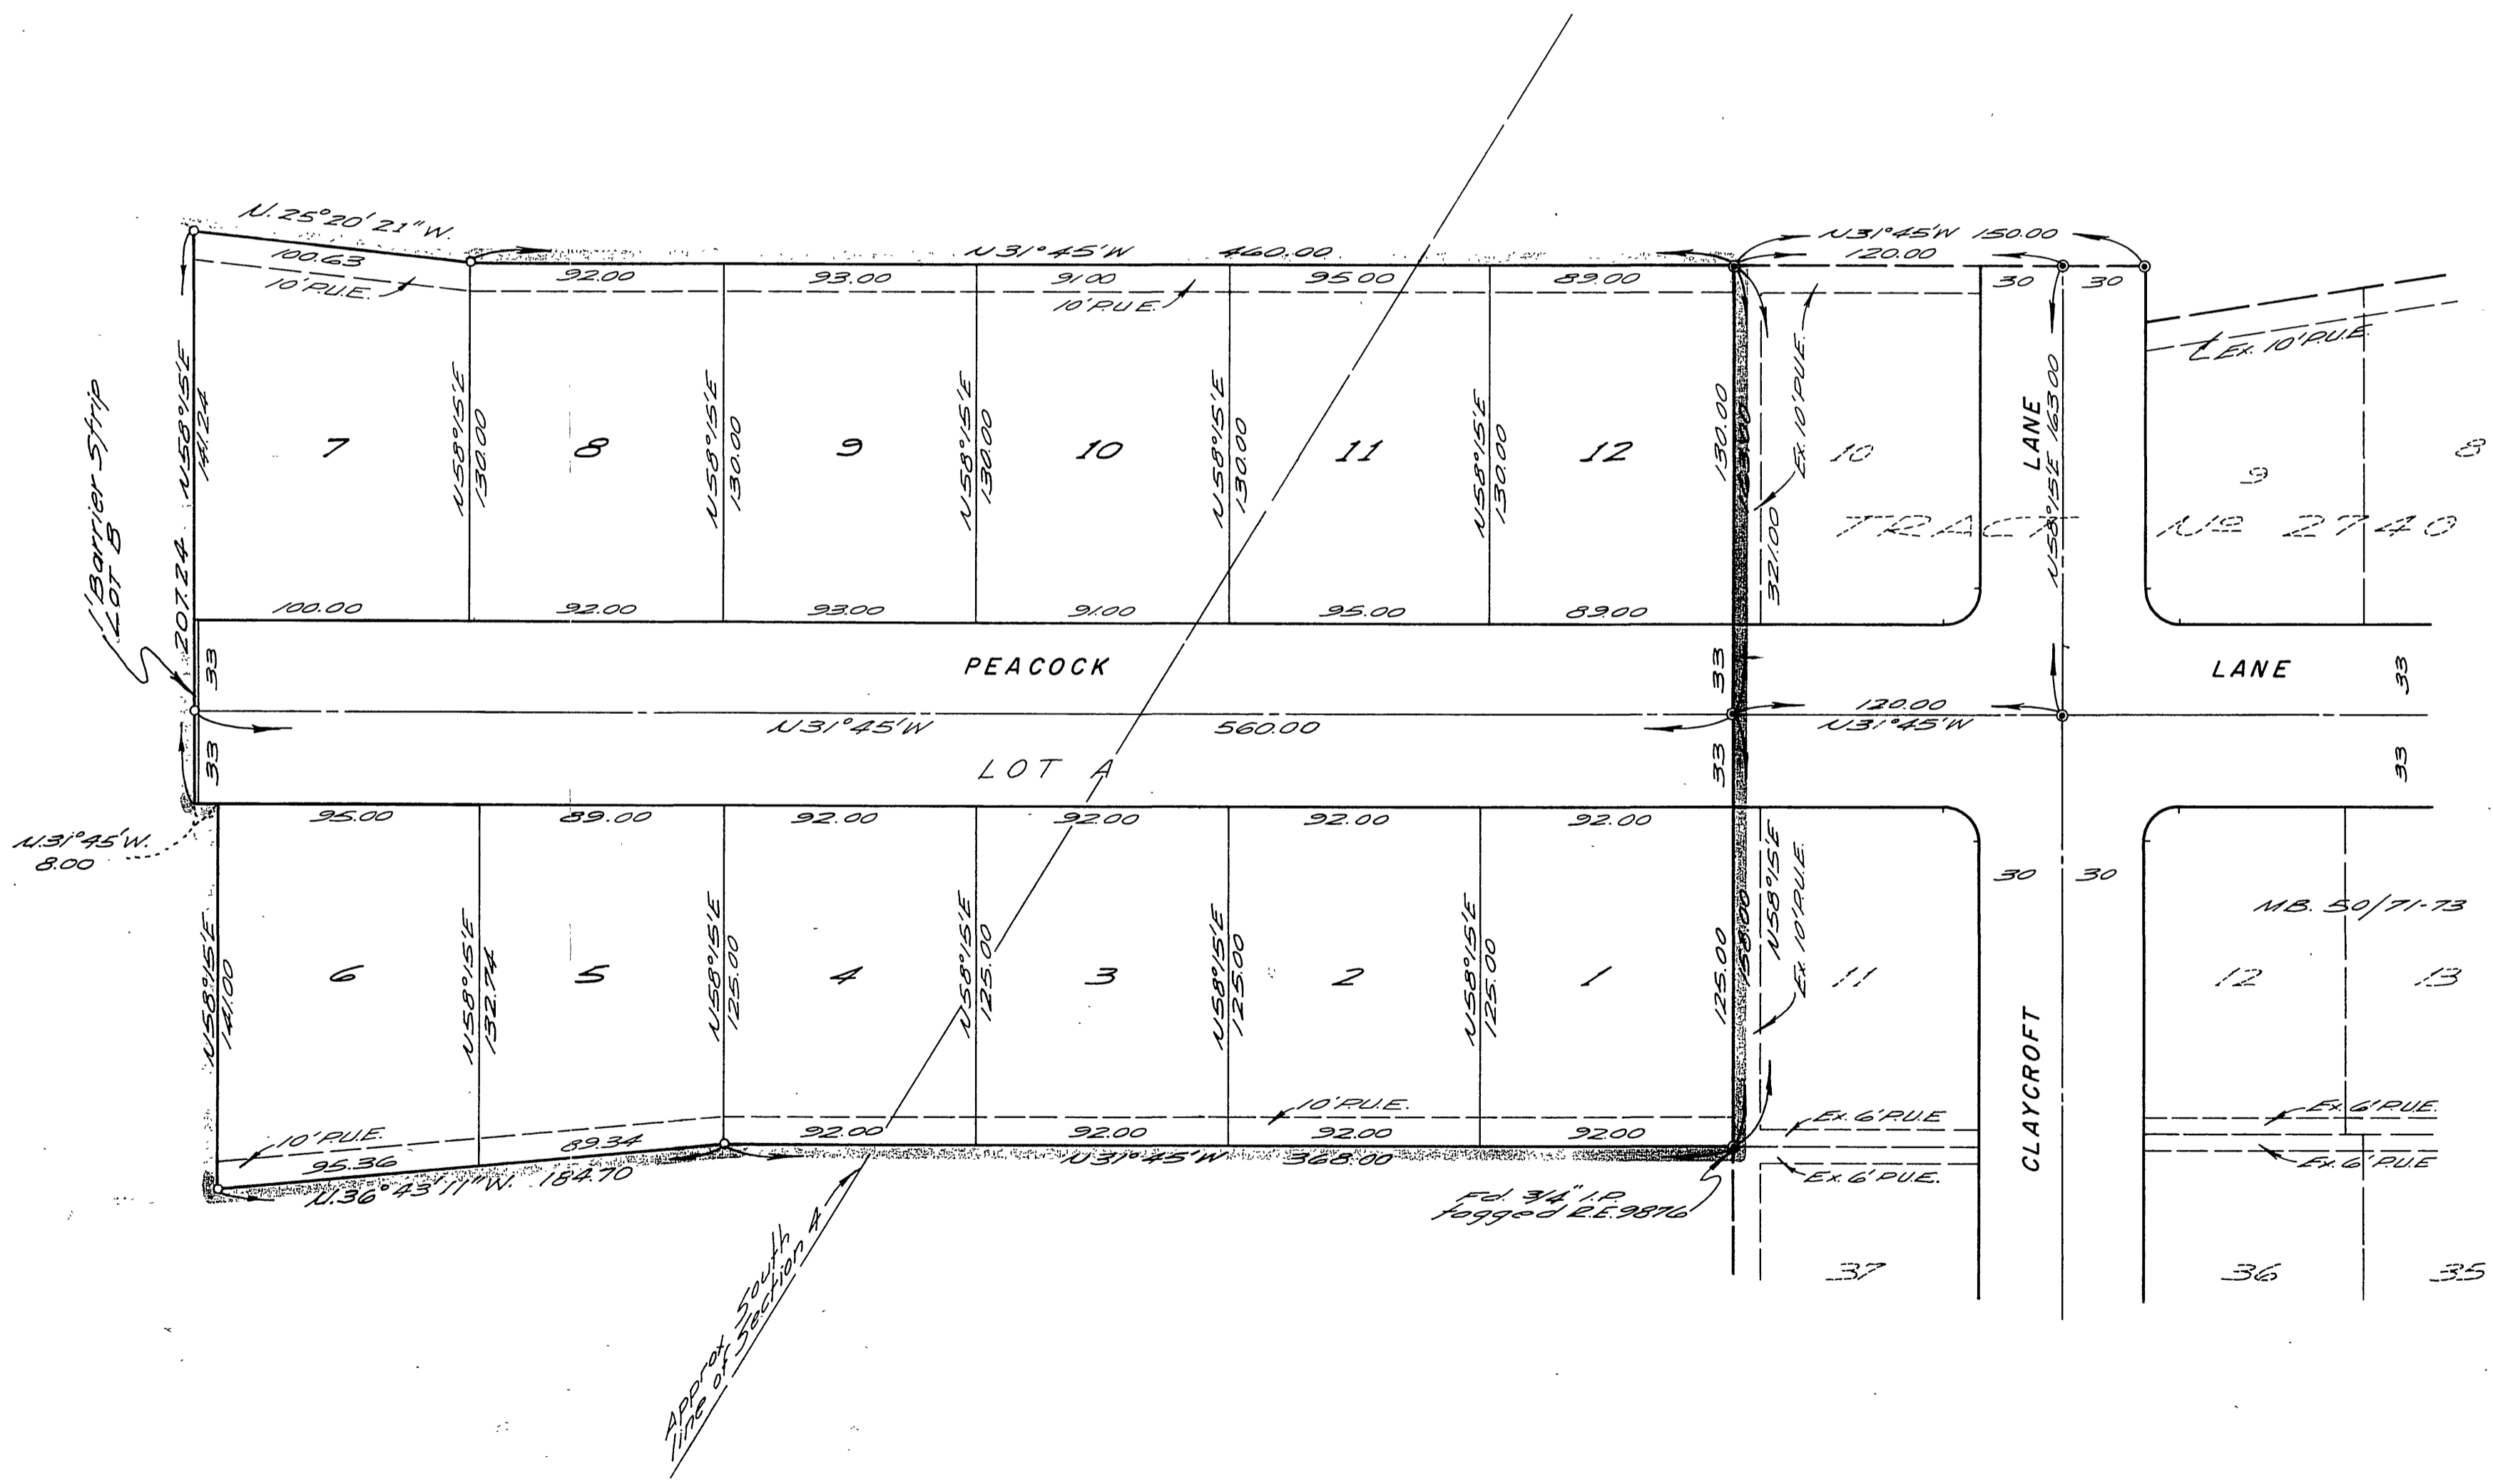 N. 25°20'21"W.
100.63
10' P.U.E.
N31°45'W 460.00
92.00
93.00
91.00
95.00
89.00
10' P.U.E.
N31°45'W 150.00
120.00
30 30
Ex. 10' P.U.E.
1' Barrier Strip
LOT B
207.24
N58°15'E
141.24
7
N58°15'E
130.00
8
N58°15'E
130.00
9
N58°15'E
130.00
10
N58°15'E
130.00
11
N58°15'E
130.00
12
130.00
321.00
Ex. 10' P.U.E.
10
LANE
N58°15'E 163.00
9
8
TRACT No 2740
100.00
92.00
93.00
91.00
95.00
89.00
33
PEACOCK
33
LANE
33
N31°45'W
560.00
120.00
N31°45'W
33
LOT A
33
33
N.31°45'W.
8.00
95.00
89.00
92.00
92.00
92.00
92.00
30 30
MB. 50/71-73
N58°15'E
141.00
6
N58°15'E
132.74
5
N58°15'E
125.00
4
N58°15'E
125.00
3
N58°15'E
125.00
2
N58°15'E
125.00
1
125.00
158.00
N58°15'E
Ex. 10' P.U.E.
11
CLAYCROFT
12
13
10' P.U.E.
95.36
89.34
N.36°43'11"W. 184.70
10' P.U.E.
92.00
92.00
92.00
92.00
N31°45'W 368.00
Ex. 6' P.U.E
Ex. 6' P.U.E.
Ex. 6' P.U.E.
Ex. 6' P.U.E
Fd. 3/4" I.P.
tagged R.E.9876
Approx South
line of Section 4
37
36
35